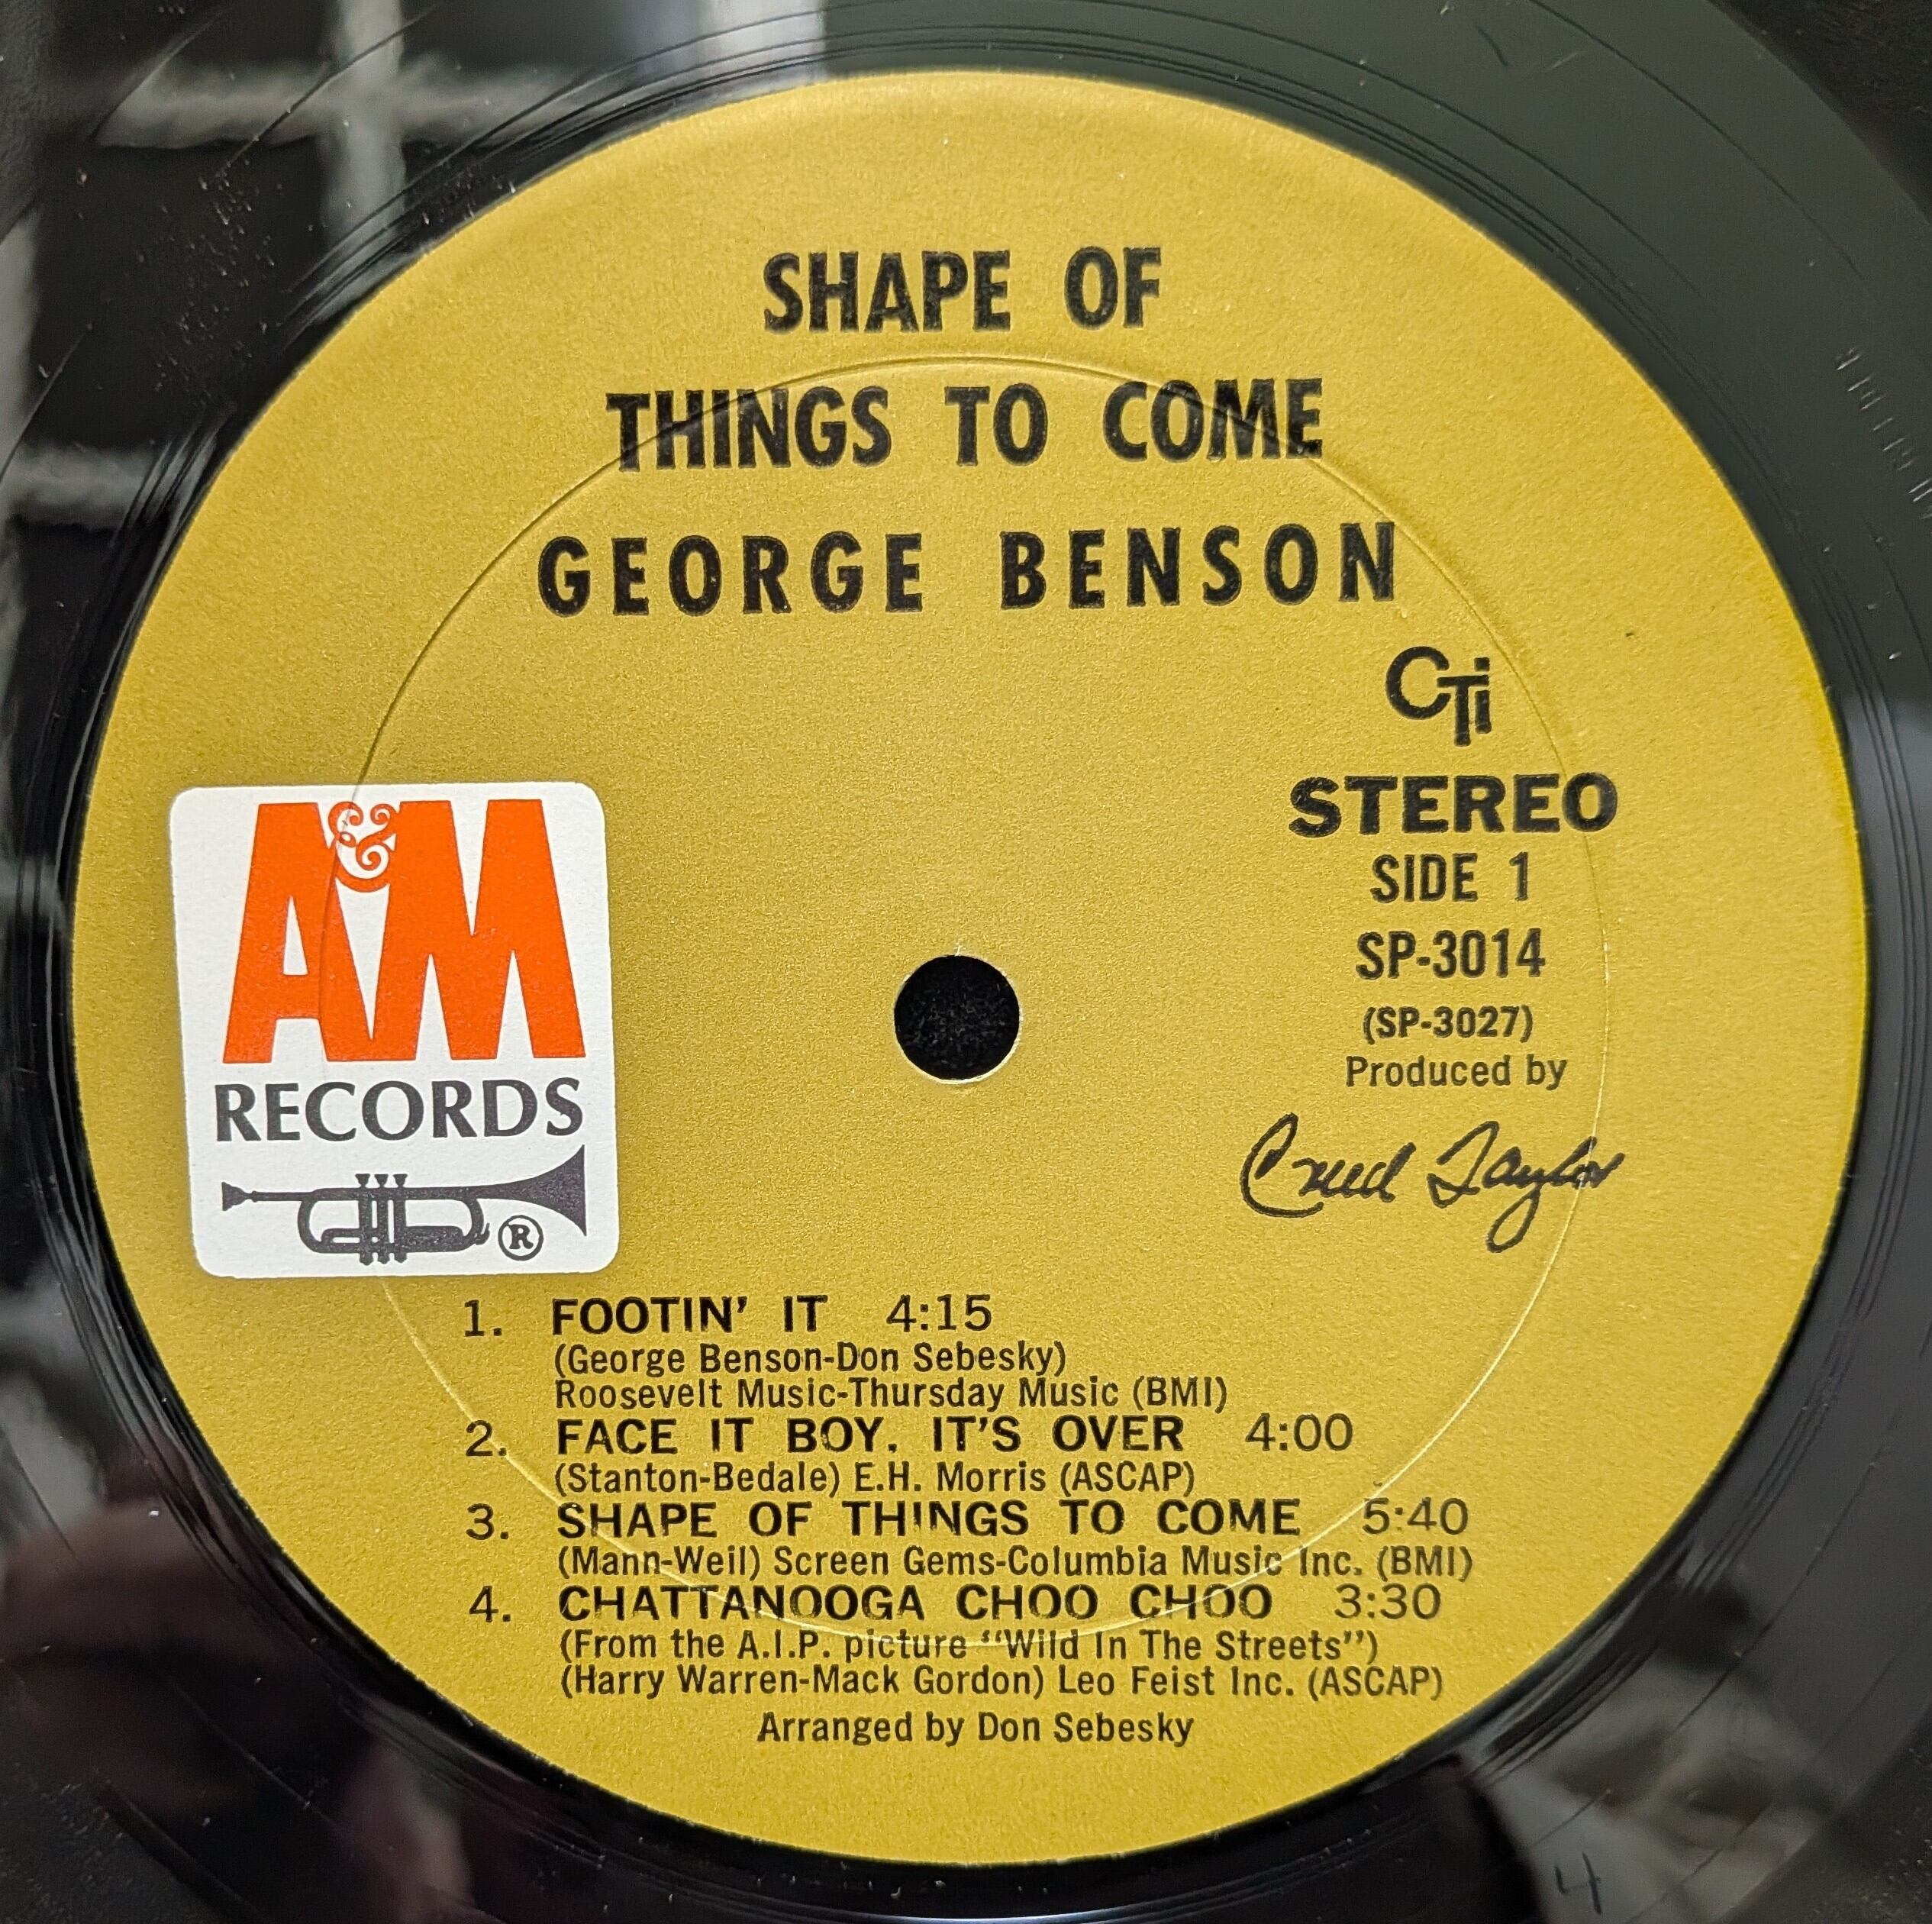 SHAPE OF
THINGS TO COME
GEORGE BENSON
CTi
STEREO
SIDE 1
SP-3014
(SP-3027)
Produced by
Creed Taylor
A&M
RECORDS
®
1. FOOTIN' IT 4:15
(George Benson-Don Sebesky)
Roosevelt Music-Thursday Music (BMI)
2. FACE IT BOY, IT'S OVER 4:00
(Stanton-Bedale) E.H. Morris (ASCAP)
3. SHAPE OF THINGS TO COME 5:40
(Mann-Weil) Screen Gems-Columbia Music Inc. (BMI)
4. CHATTANOOGA CHOO CHOO 3:30
(From the A.I.P. picture "Wild In The Streets")
(Harry Warren-Mack Gordon) Leo Feist Inc. (ASCAP)
Arranged by Don Sebesky
4